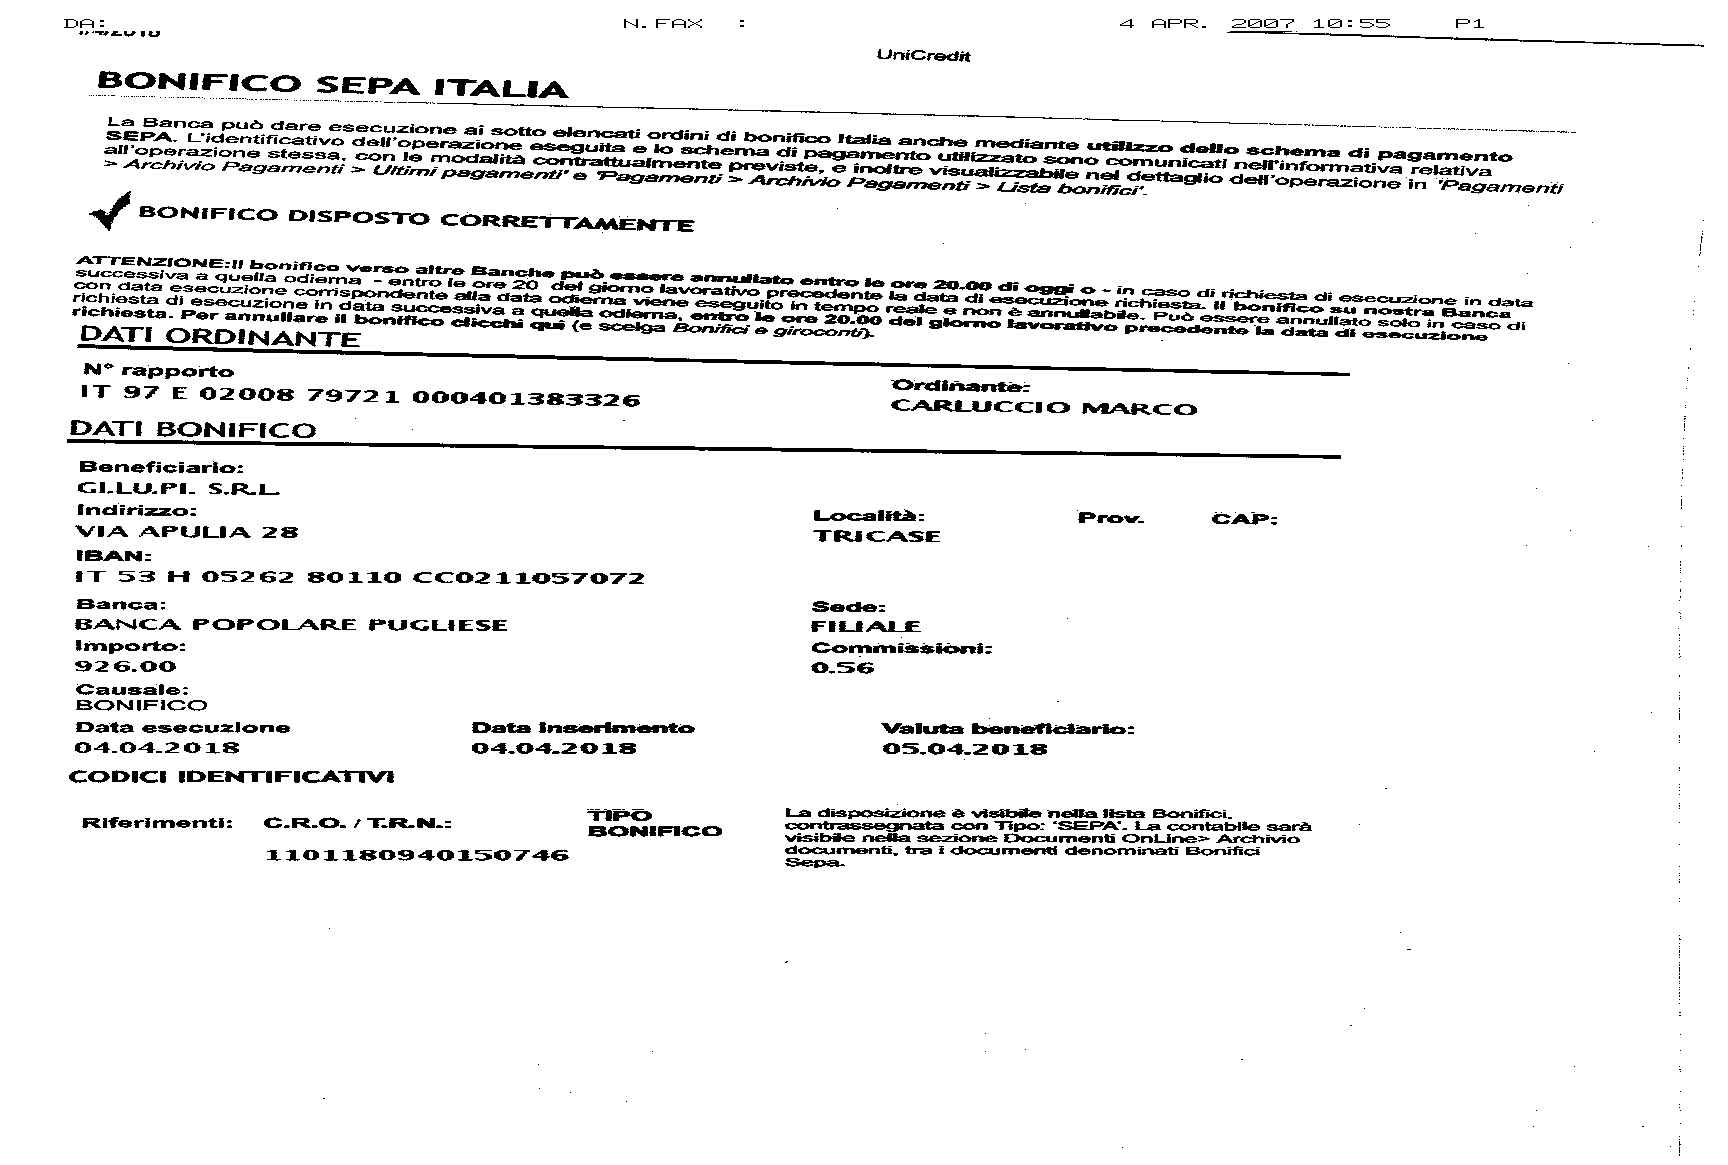 DA: N.FAX : 4 APR. 2007 10:55 P1
UniCredit
BONIFICO SEPA ITALIA
La Banca può dare esecuzione ai sotto elencati ordini di bonifico Italia anche mediante utilizzo dello schema di pagamento
SEPA. L'identificativo dell'operazione eseguita e lo schema di pagamento utilizzato sono comunicati nell'informativa relativa
all'operazione stessa, con le modalità contrattualmente previste, e inoltre visualizzabile nel dettaglio dell'operazione in 'Pagamenti
> Archivio Pagamenti > Ultimi pagamenti' e 'Pagamenti > Archivio Pagamenti > Lista bonifici'.
BONIFICO DISPOSTO CORRETTAMENTE
ATTENZIONE:Il bonifico verso altre Banche può essere annullato entro le ore 20.00 di oggi o - in caso di richiesta di esecuzione in data
successiva a quella odierna - entro le ore 20 del giorno lavorativo precedente la data di esecuzione richiesta. Il bonifico su nostra Banca
con data esecuzione corrispondente alla data odierna viene eseguito in tempo reale e non è annullabile. Può essere annullato solo in caso di
richiesta di esecuzione in data successiva a quella odierna, entro le ore 20.00 del giorno lavorativo precedente la data di esecuzione
richiesta. Per annullare il bonifico clicchi qui (e scelga Bonifici e giroconti).
DATI ORDINANTE
N° rapporto Ordinante:
IT 97 E 02008 79721 000401383326 CARLUCCIO MARCO
DATI BONIFICO
Beneficiario:
GI.LU.PI. S.R.L.
Indirizzo: Località: Prov. CAP:
VIA APULIA 28 TRICASE
IBAN:
IT 53 H 05262 80110 CC0211057072
Banca: Sede:
BANCA POPOLARE PUGLIESE FILIALE
Importo: Commissioni:
926.00 0.56
Causale:
BONIFICO
Data esecuzione Data inserimento Valuta beneficiario:
04.04.2018 04.04.2018 05.04.2018
CODICI IDENTIFICATIVI
Riferimenti: C.R.O. / T.R.N.: TIPO BONIFICO
1101180940150746
La disposizione è visibile nella lista Bonifici,
contrassegnata con Tipo: 'SEPA'. La contabile sarà
visibile nella sezione Documenti OnLine> Archivio
documenti, tra i documenti denominati Bonifici
Sepa.